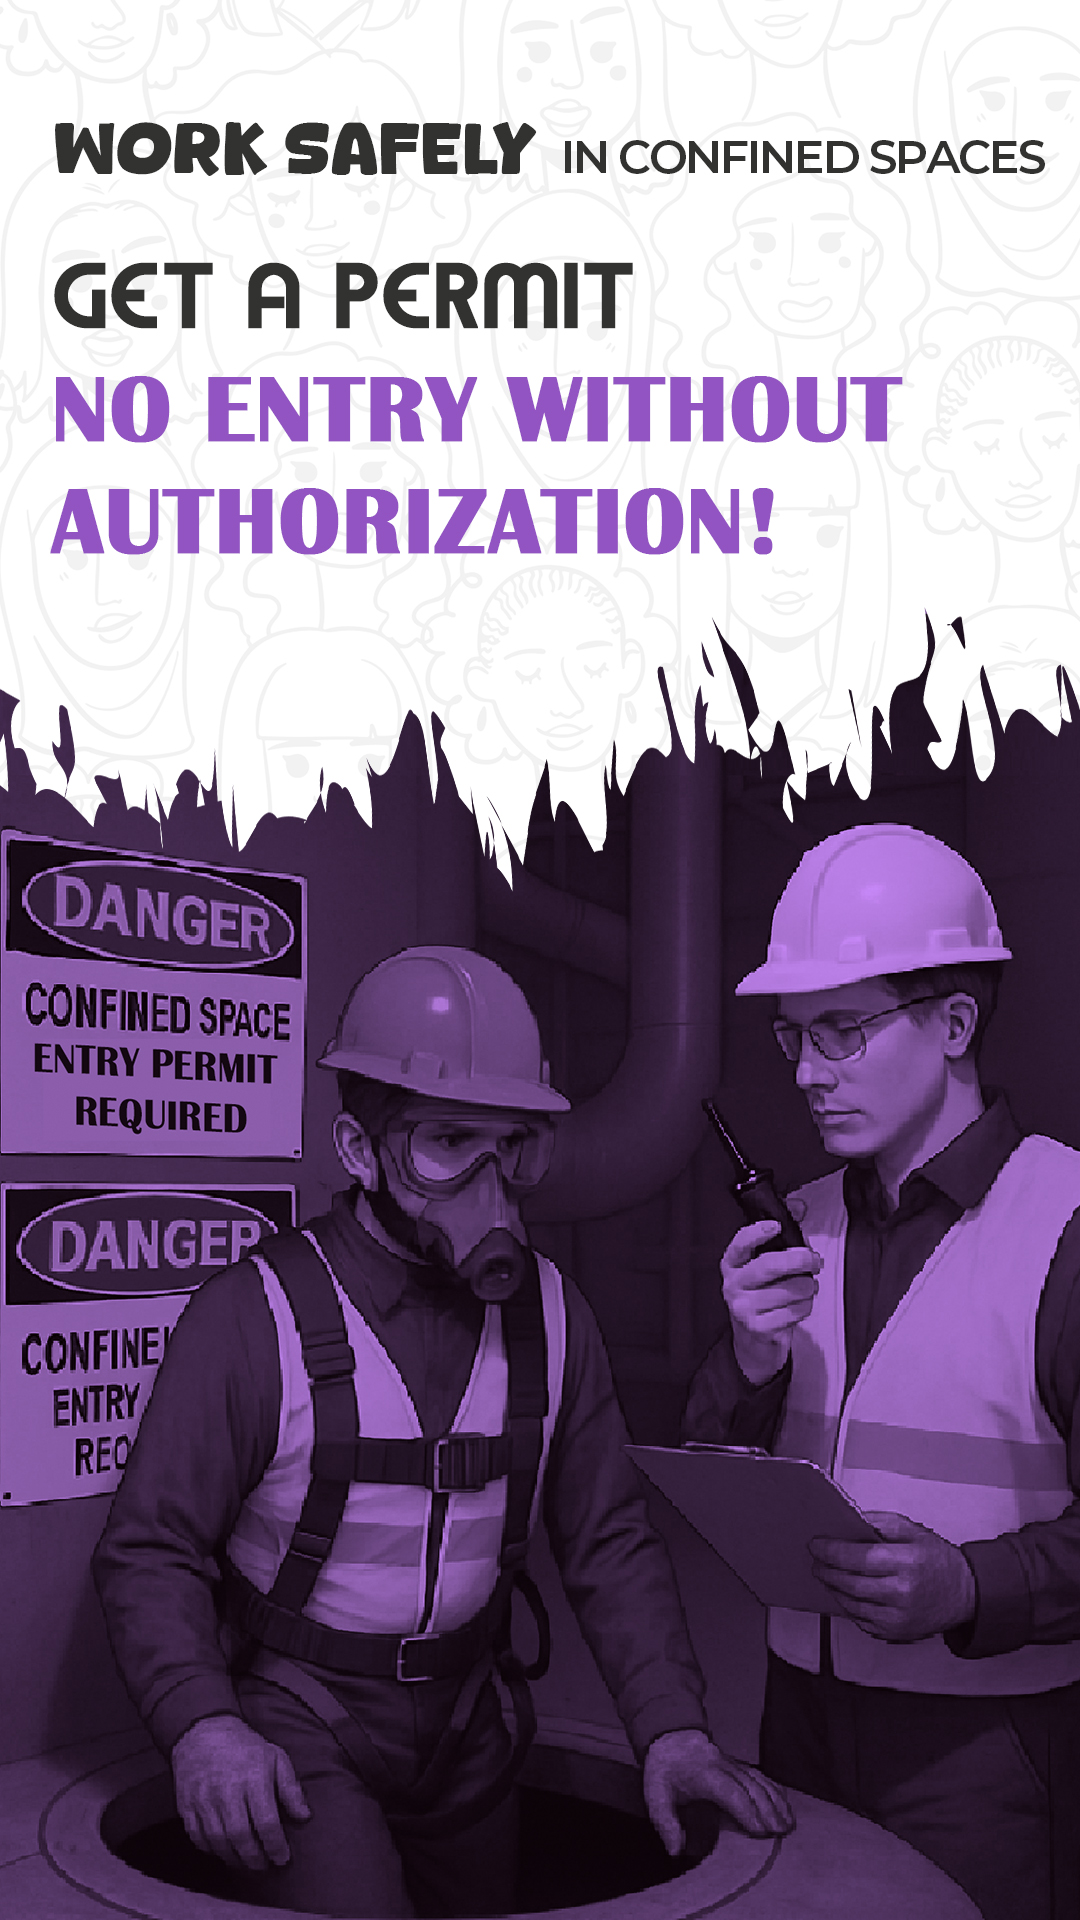 WORK SAFELY IN CONFINED SPACES
GET A PERMIT
NO ENTRY WITHOUT
AUTHORIZATION!
DANGER
CONFINED SPACE
ENTRY PERMIT
REQUIRED
DANGER
CONFINE
ENTRY
REQ